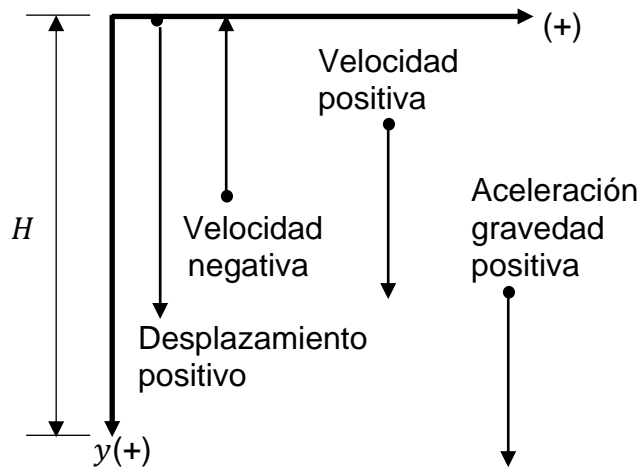 (+)
Velocidad
positiva
H
Velocidad
negativa
Aceleración
gravedad
positiva
Desplazamiento
positivo
y(+)